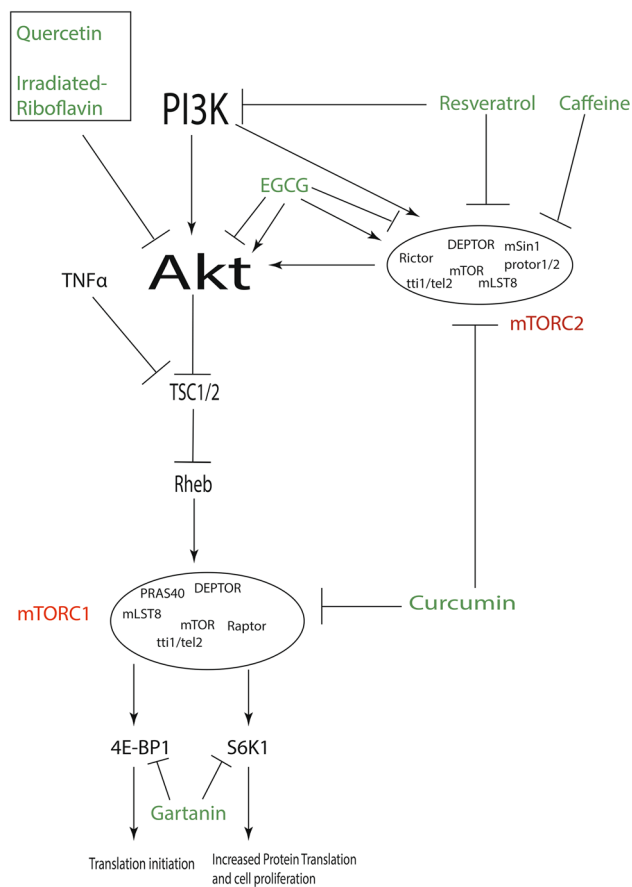 Quercetin
Irradiated-
Riboflavin
PI3K
Resveratrol
Caffeine
EGCG
Akt
DEPTOR
mSin1
Rictor
protor1/2
mTOR
tti1/tel2
mLST8
TNFα
mTORC2
TSC1/2
Rheb
Curcumin
mTORC1
PRAS40
DEPTOR
mLST8
mTOR
Raptor
tti1/tel2
4E-BP1
S6K1
Gartanin
Translation initiation
Increased Protein Translation
and cell proliferation